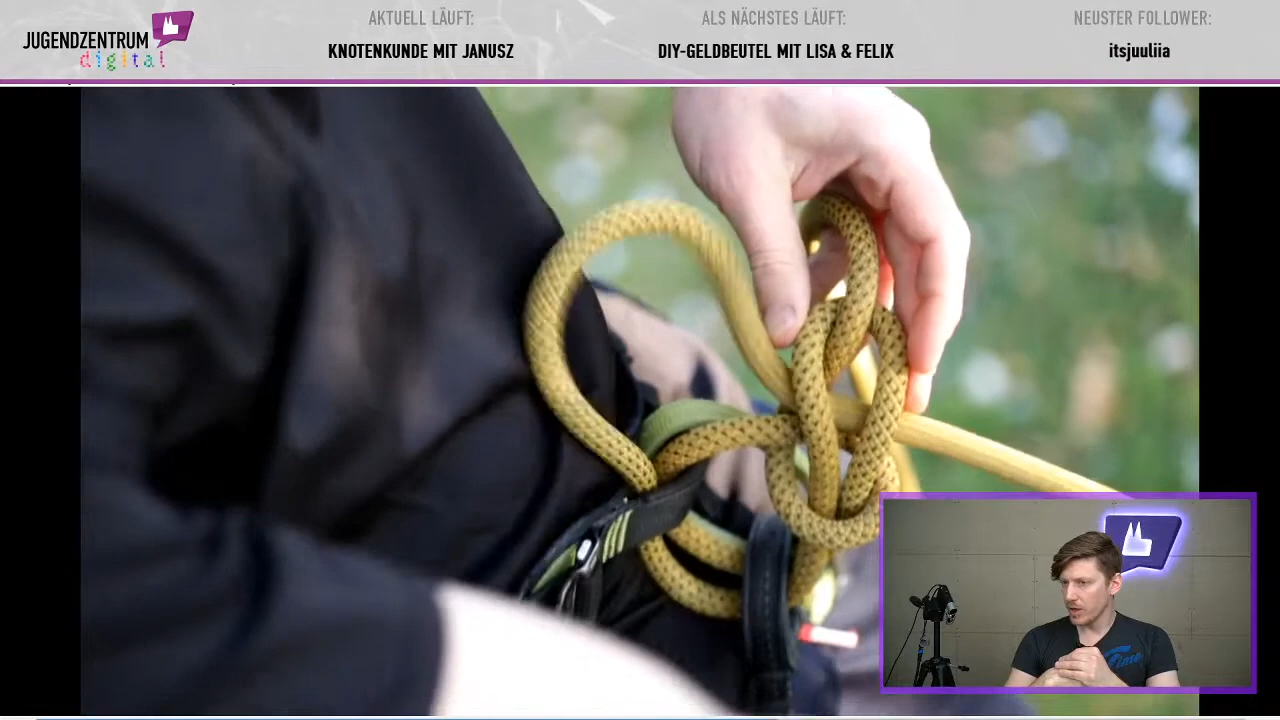 JUGENDZENTRUM
digital
AKTUELL LÄUFT:
KNOTENKUNDE MIT JANUSZ
ALS NÄCHSTES LÄUFT:
DIY-GELDBEUTEL MIT LISA & FELIX
NEUSTER FOLLOWER:
itsjuuliia